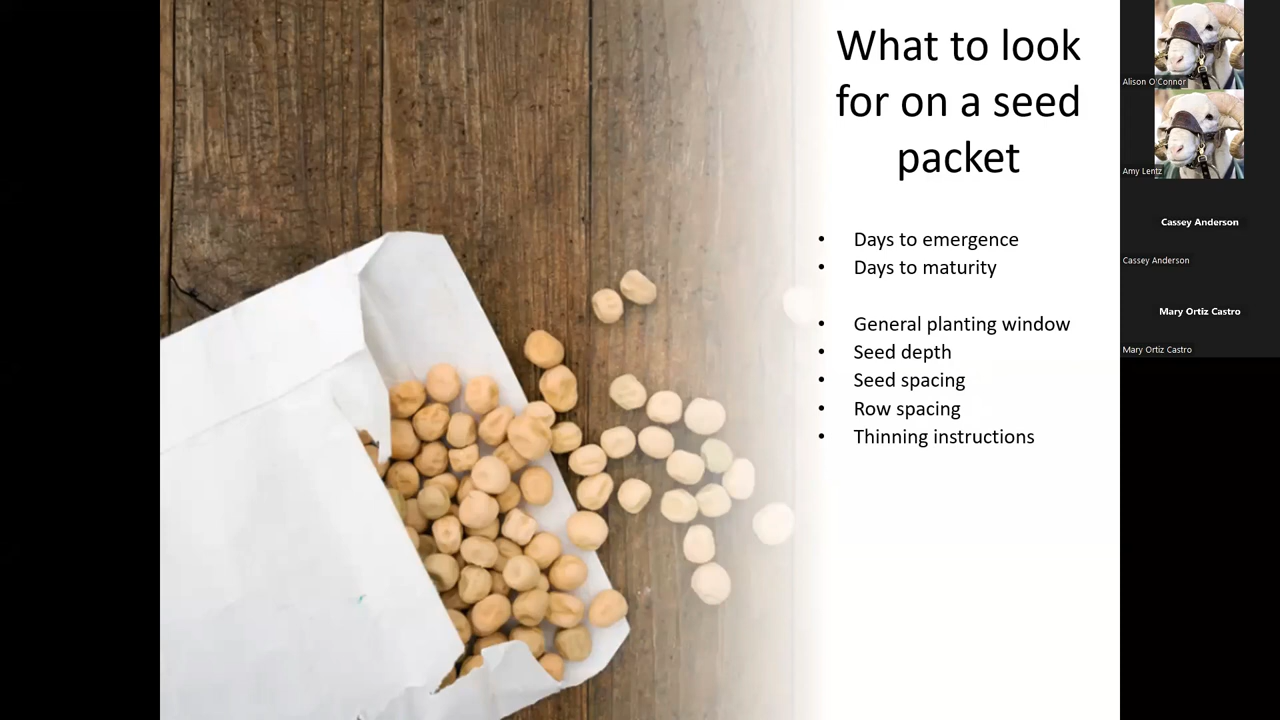 What to look
for on a seed
packet
• Days to emergence
• Days to maturity
• General planting window
• Seed depth
• Seed spacing
• Row spacing
• Thinning instructions
Alison O'Connor
Amy Lentz
Cassey Anderson
Cassey Anderson
Mary Ortiz Castro
Mary Ortiz Castro